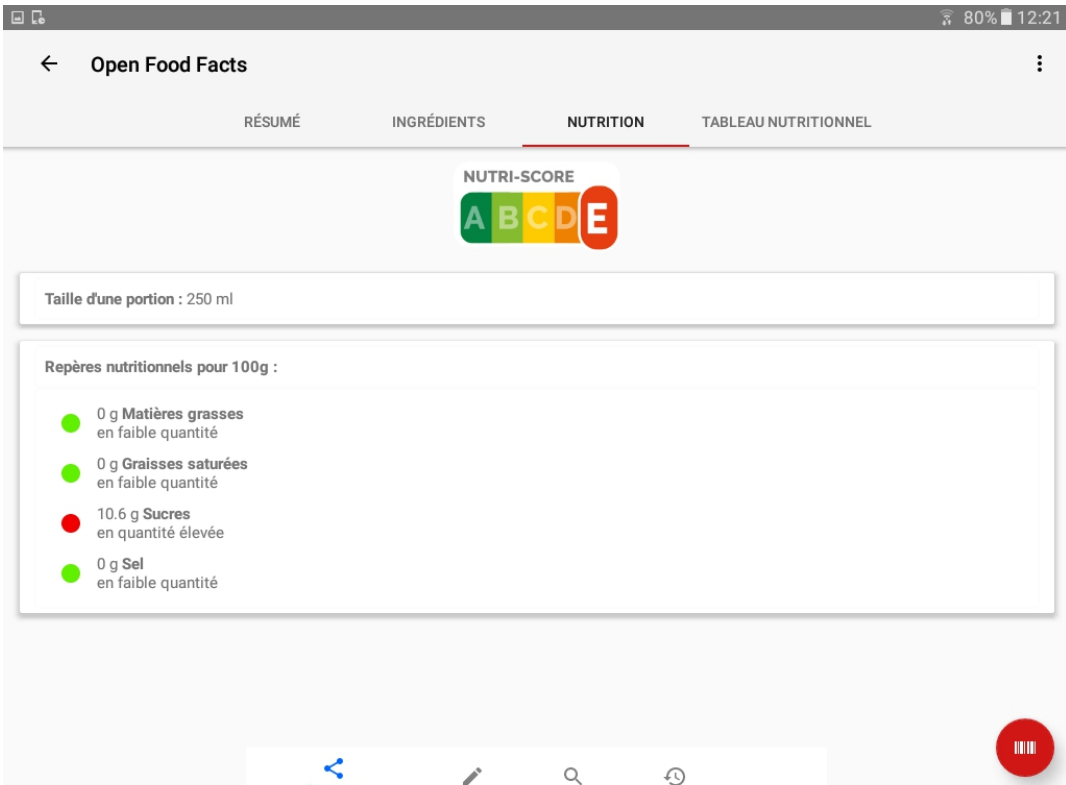 80% 12:21
Open Food Facts
RÉSUMÉ INGRÉDIENTS NUTRITION TABLEAU NUTRITIONNEL
NUTRI-SCORE
A B C D E
Taille d'une portion : 250 ml
Repères nutritionnels pour 100g :
0 g Matières grasses
en faible quantité
0 g Graisses saturées
en faible quantité
10.6 g Sucres
en quantité élevée
0 g Sel
en faible quantité